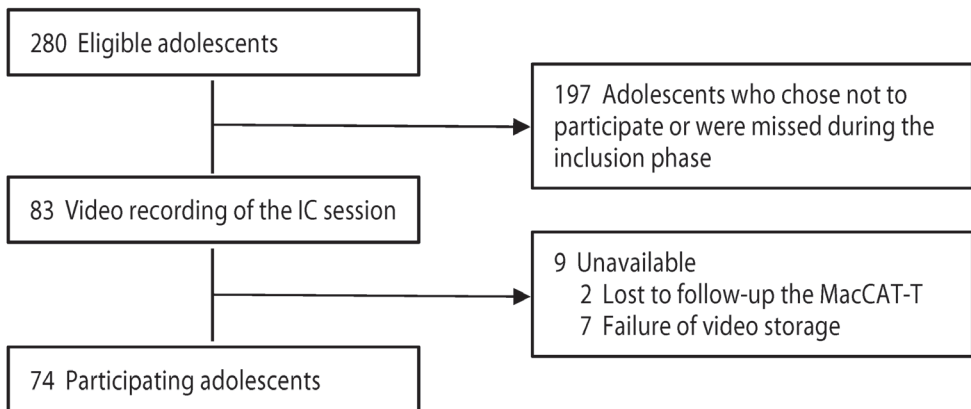 280 Eligible adolescents
197 Adolescents who chose not to
participate or were missed during the
inclusion phase
83 Video recording of the IC session
9 Unavailable
2 Lost to follow-up the MacCAT-T
7 Failure of video storage
74 Participating adolescents